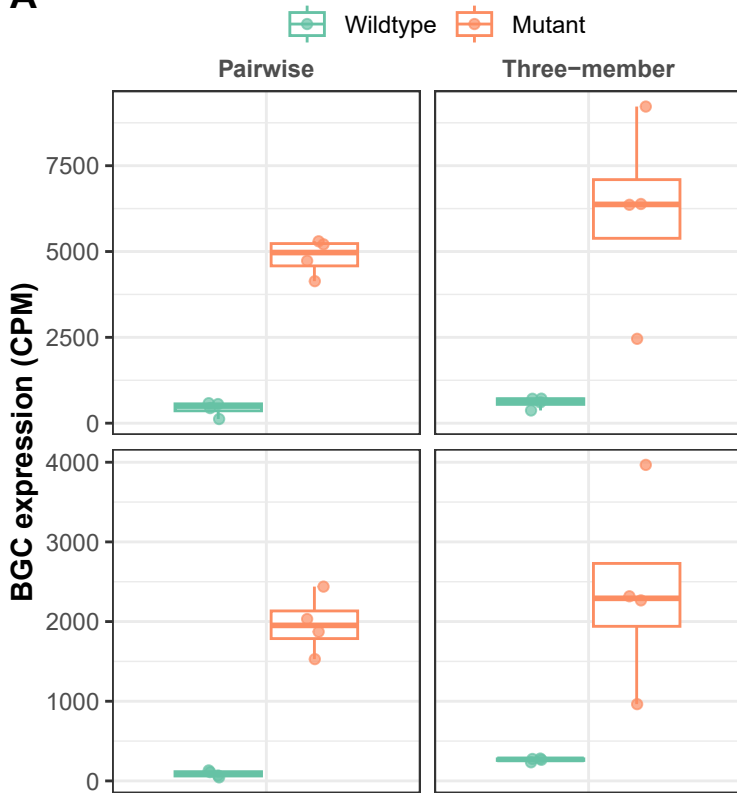 A
Wildtype Mutant
Pairwise Three−member
BGC expression (CPM)
7500
5000
2500
0
4000
3000
2000
1000
0